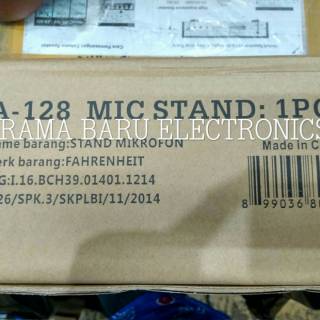 A-128 MIC STAND: 1PC
RAMA BARU ELECTRONICS
ame barang:STAND MIKROFON
erk barang:FAHRENHEIT
G:I.16.BCH39.01401.1214
26/SPK.3/SKPLBI/11/2014
Made in C
8 99036 8